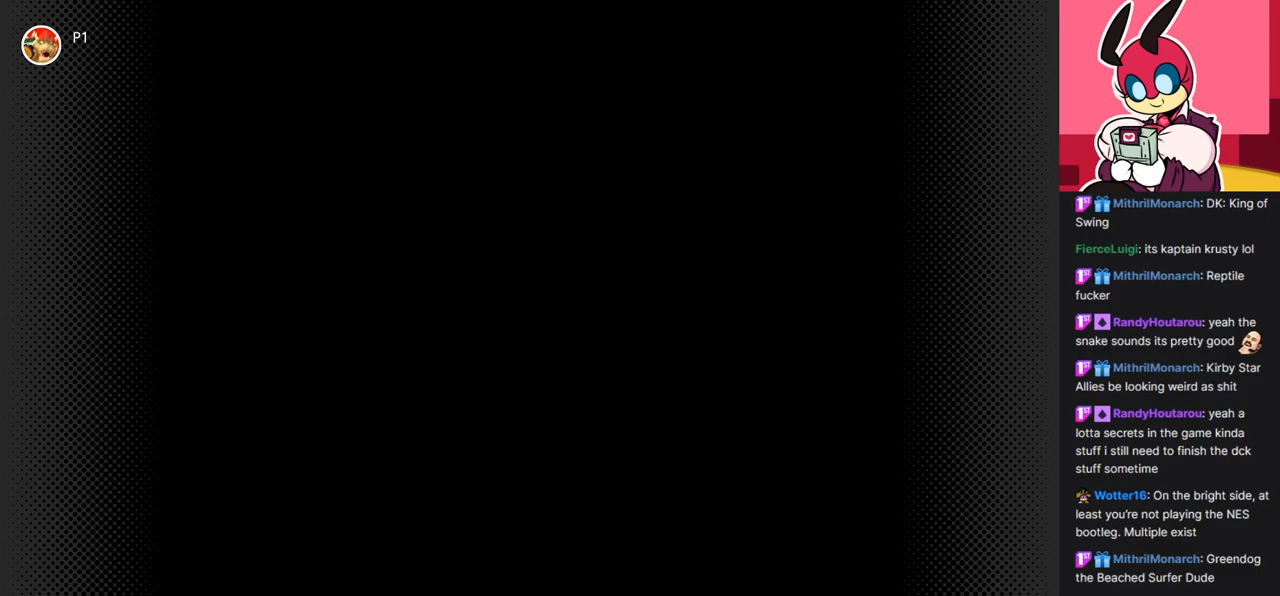 P1
MithrilMonarch: DK: King of
Swing
FierceLuigi: its kaptain krusty lol
MithrilMonarch: Reptile
fucker
RandyHoutarou: yeah the
snake sounds its pretty good
MithrilMonarch: Kirby Star
Allies be looking weird as shit
RandyHoutarou: yeah a
lotta secrets in the game kinda
stuff i still need to finish the dck
stuff sometime
Wotter16: On the bright side, at
least you're not playing the NES
bootleg. Multiple exist
MithrilMonarch: Greendog
the Beached Surfer Dude